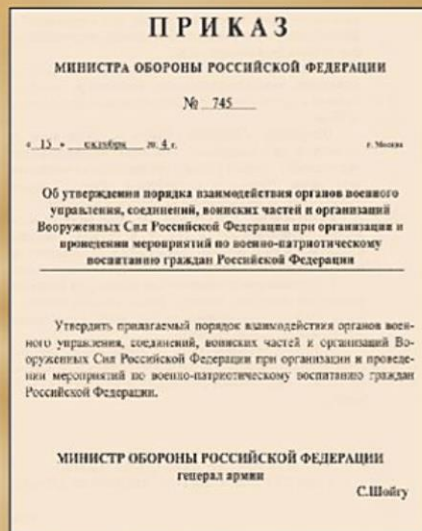 ПРИКАЗ
МИНИСТРА ОБОРОНЫ РОССИЙСКОЙ ФЕДЕРАЦИИ
№ 745
« 15 » октября 20 4 г. г. Москва
Об утверждении порядка взаимодействия органов военного
управления, соединений, воинских частей и организаций
Вооруженных Сил Российской Федерации при организации и
проведении мероприятий по военно-патриотическому
воспитанию граждан Российской Федерации
Утвердить прилагаемый порядок взаимодействия органов воен-
ного управления, соединений, воинских частей и организаций Во-
оруженных Сил Российской Федерации при организации и проведе-
нии мероприятий по военно-патриотическому воспитанию граждан
Российской Федерации.
МИНИСТР ОБОРОНЫ РОССИЙСКОЙ ФЕДЕРАЦИИ
генерал армии
С.Шойгу